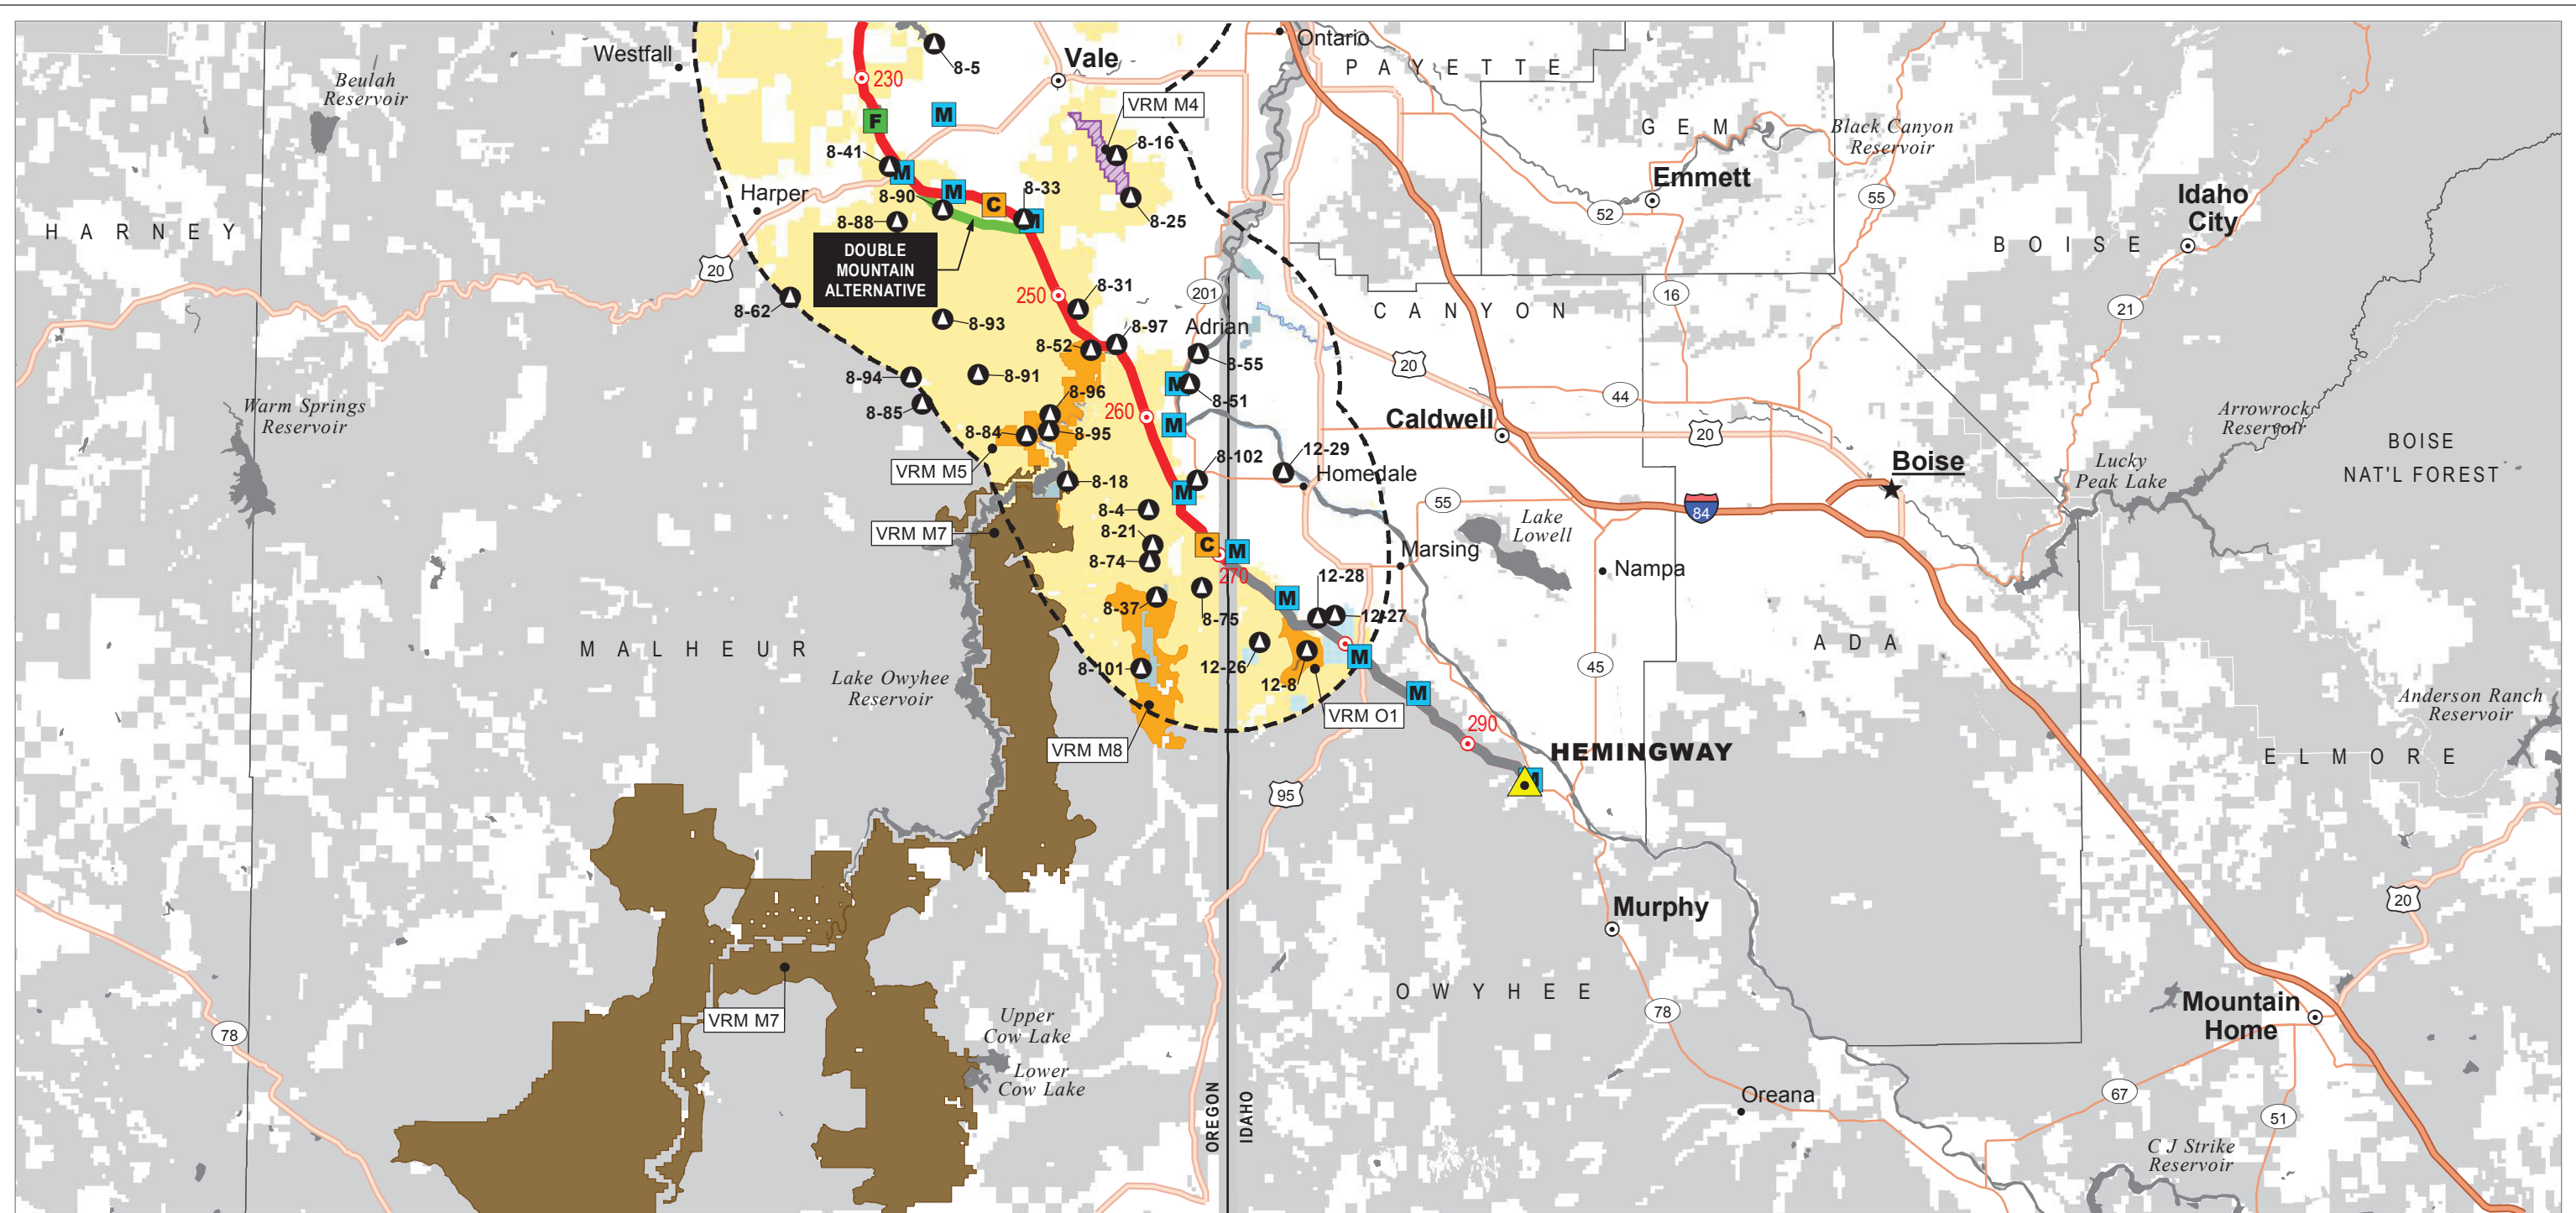 Westfall
Beulah
Reservoir
230
8-5
Vale
Ontario
P A Y E T T E
VRM M4
F
M
G E M
Black Canyon
Reservoir
8-41
M
8-16
Harper
8-90
M
C
8-33
M
8-25
Emmett
52
55
Idaho
City
H A R N E Y
8-88
B O I S E
DOUBLE
MOUNTAIN
ALTERNATIVE
20
8-62
250
8-31
201
16
21
8-93
8-97
Adrian
C A N Y O N
8-52
8-55
20
8-94
8-91
M
8-51
44
8-85
8-96
260
M
Caldwell
20
Warm Springs
Reservoir
8-84
8-95
Arrowrock
Reservoir
BOISE
NAT'L FOREST
VRM M5
8-102
12-29
Homedale
Boise
Lucky
Peak Lake
8-18
M
55
84
8-4
Lake
Lowell
VRM M7
8-21
C
M
Marsing
8-74
270
12-28
Nampa
8-37
8-75
M
12-27
M A L H E U R
A D A
8-101
12-26
12-8
M
45
Lake Owyhee
Reservoir
M
Anderson Ranch
Reservoir
VRM O1
290
VRM M8
HEMINGWAY
M
E L M O R E
95
20
Murphy
VRM M7
O W Y H E E
78
Mountain
Home
Upper
Cow Lake
78
Lower
Cow Lake
OREGON
IDAHO
Oreana
67
51
C J Strike
Reservoir